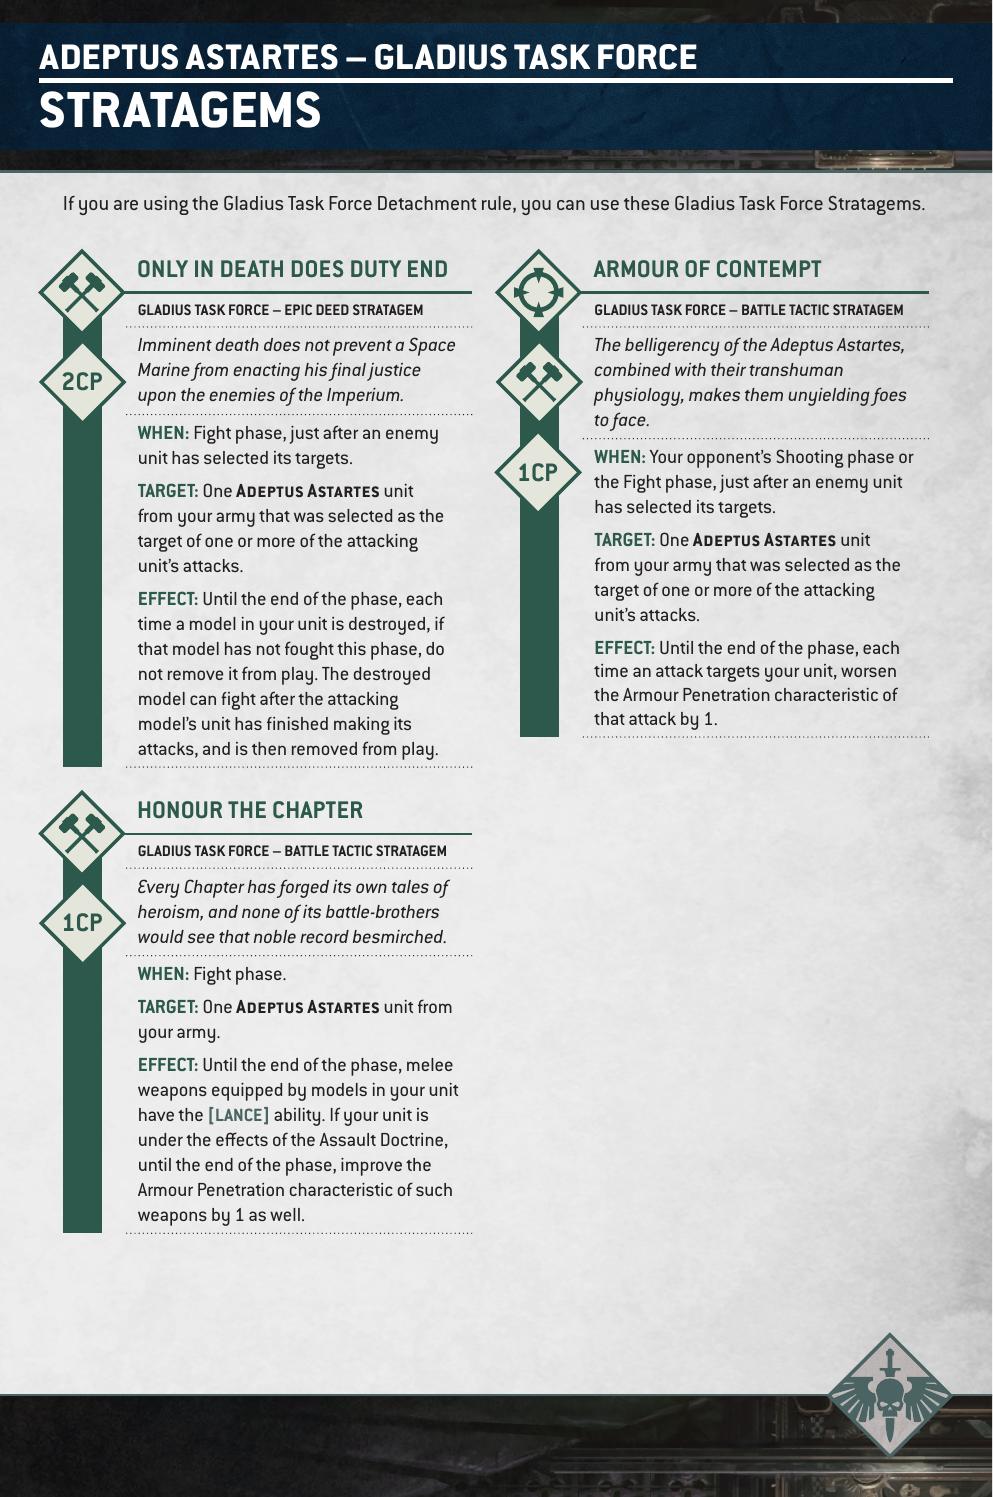 ADEPTUS ASTARTES – GLADIUS TASK FORCE
STRATAGEMS
If you are using the Gladius Task Force Detachment rule, you can use these Gladius Task Force Stratagems.
ONLY IN DEATH DOES DUTY END
GLADIUS TASK FORCE – EPIC DEED STRATAGEM
Imminent death does not prevent a Space
Marine from enacting his final justice
upon the enemies of the Imperium.
2CP
WHEN: Fight phase, just after an enemy
unit has selected its targets.
TARGET: One ADEPTUS ASTARTES unit
from your army that was selected as the
target of one or more of the attacking
unit's attacks.
EFFECT: Until the end of the phase, each
time a model in your unit is destroyed, if
that model has not fought this phase, do
not remove it from play. The destroyed
model can fight after the attacking
model's unit has finished making its
attacks, and is then removed from play.
HONOUR THE CHAPTER
GLADIUS TASK FORCE – BATTLE TACTIC STRATAGEM
Every Chapter has forged its own tales of
heroism, and none of its battle-brothers
would see that noble record besmirched.
1CP
WHEN: Fight phase.
TARGET: One ADEPTUS ASTARTES unit from
your army.
EFFECT: Until the end of the phase, melee
weapons equipped by models in your unit
have the [LANCE] ability. If your unit is
under the effects of the Assault Doctrine,
until the end of the phase, improve the
Armour Penetration characteristic of such
weapons by 1 as well.
ARMOUR OF CONTEMPT
GLADIUS TASK FORCE – BATTLE TACTIC STRATAGEM
The belligerency of the Adeptus Astartes,
combined with their transhuman
physiology, makes them unyielding foes
to face.
1CP
WHEN: Your opponent's Shooting phase or
the Fight phase, just after an enemy unit
has selected its targets.
TARGET: One ADEPTUS ASTARTES unit
from your army that was selected as the
target of one or more of the attacking
unit's attacks.
EFFECT: Until the end of the phase, each
time an attack targets your unit, worsen
the Armour Penetration characteristic of
that attack by 1.